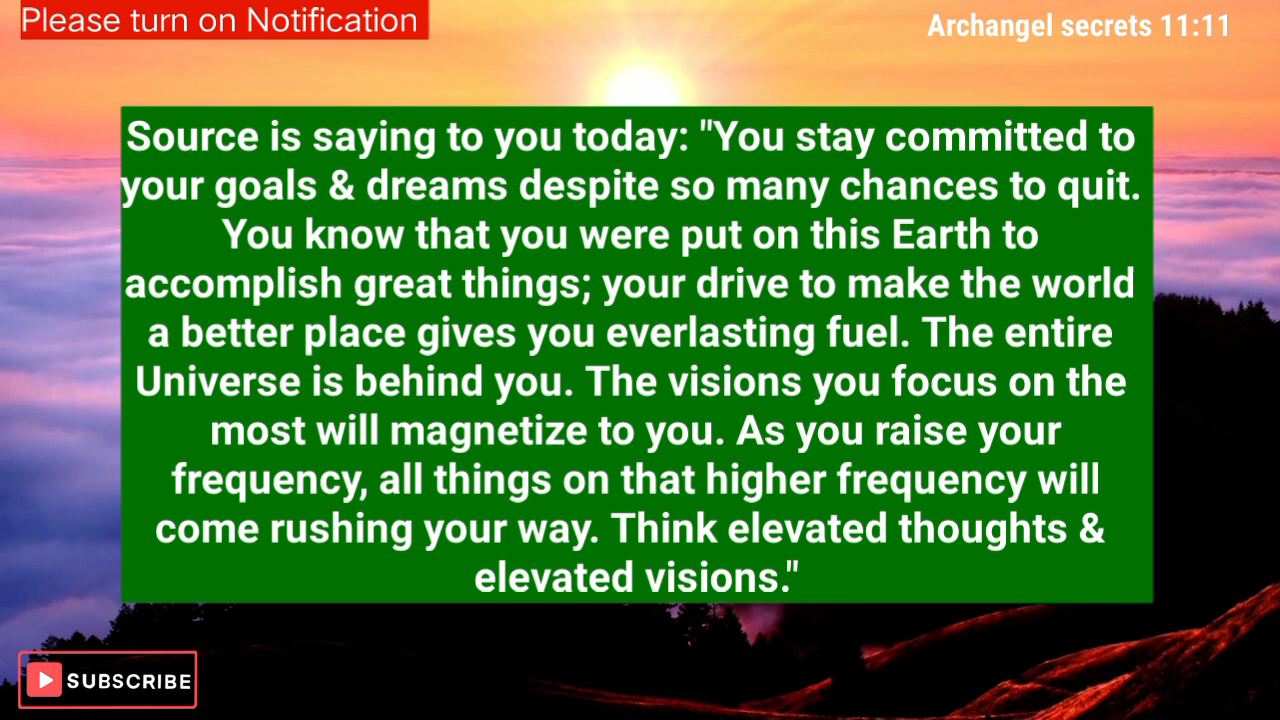 Please turn on Notification
Archangel secrets 11:11
Source is saying to you today: "You stay committed to
your goals & dreams despite so many chances to quit.
You know that you were put on this Earth to
accomplish great things; your drive to make the world
a better place gives you everlasting fuel. The entire
Universe is behind you. The visions you focus on the
most will magnetize to you. As you raise your
frequency, all things on that higher frequency will
come rushing your way. Think elevated thoughts &
elevated visions."
SUBSCRIBE